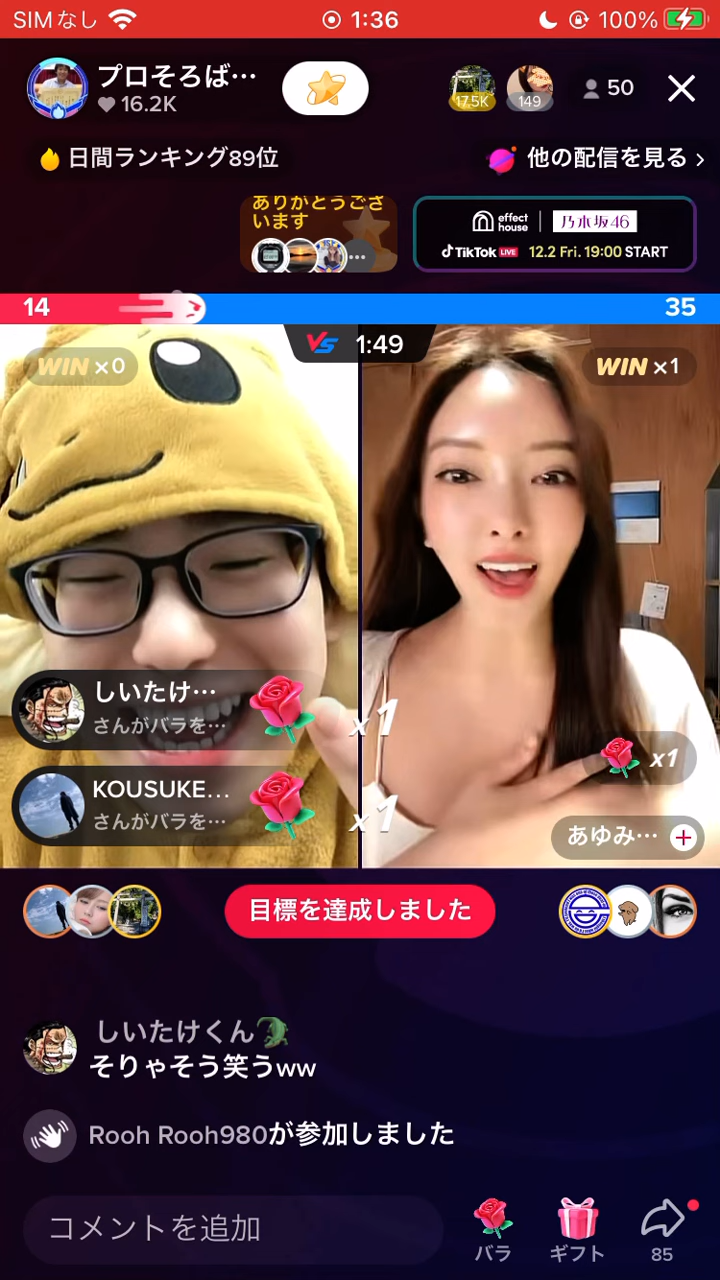 SIMなし 1:36 100%
プロそろば…
16.2K
17.5K 149 50
日間ランキング89位
他の配信を見る
ありがとうござ
います
effect
house
乃木坂46
TikTok LIVE 12.2 Fri. 19:00 START
14 35
VS 1:49
WIN ×0
WIN ×1
しいたけ…
さんがバラを…
x1
KOUSUKE…
さんがバラを…
x1
x1
あゆみ…
目標を達成しました
しいたけくん🐊
そりゃそう笑うww
Rooh Rooh980が参加しました
コメントを追加
バラ
ギフト
85